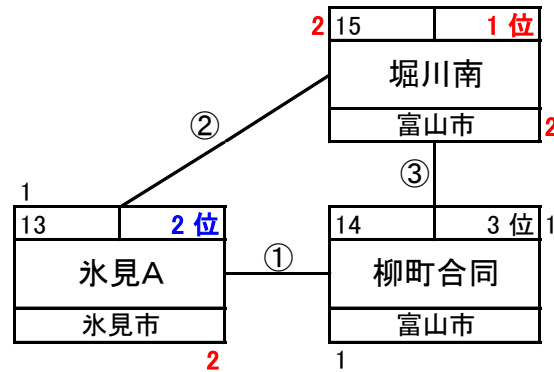 2 15 1 位
堀川南
富山市 2
②
③
1
13 2 位
氷見A
氷見市
2
①
14 3 位 1
柳町合同
富山市
1